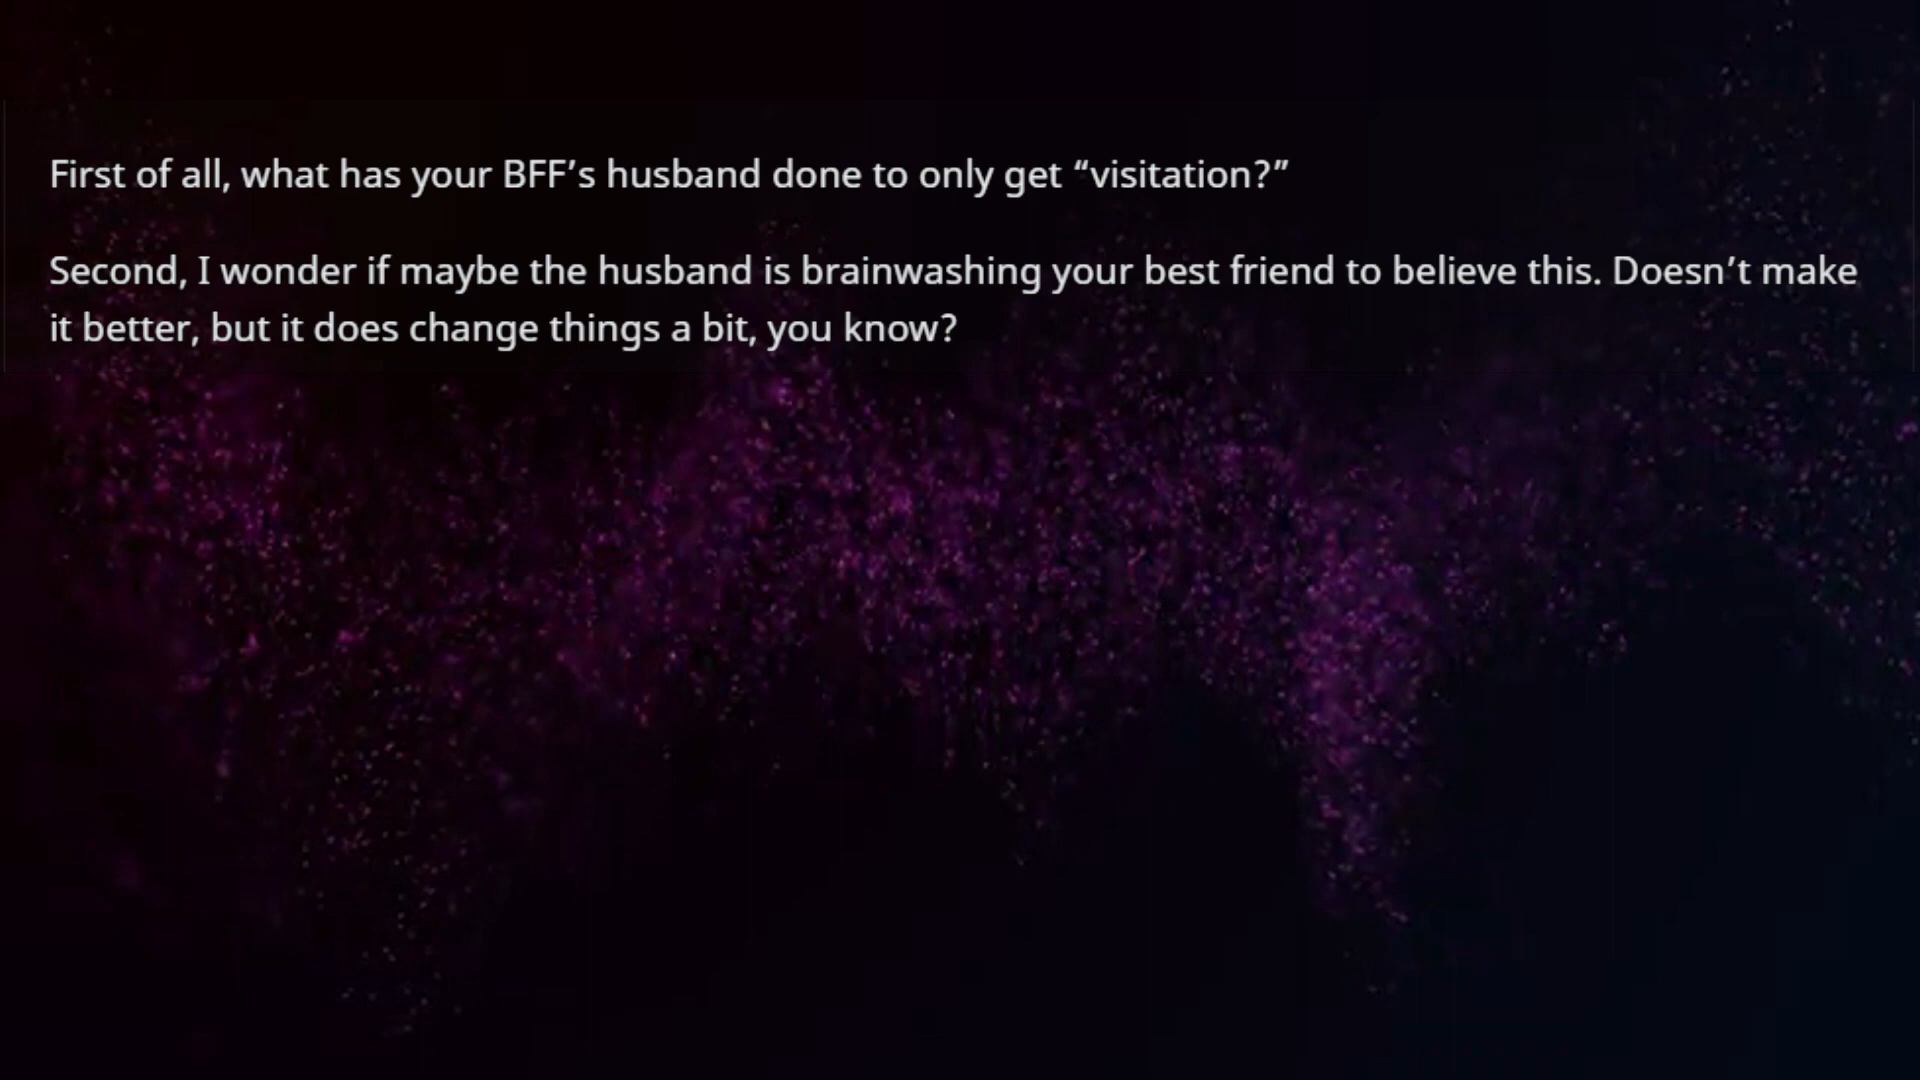 First of all, what has your BFF’s husband done to only get “visitation?”
Second, I wonder if maybe the husband is brainwashing your best friend to believe this. Doesn’t make
it better, but it does change things a bit, you know?